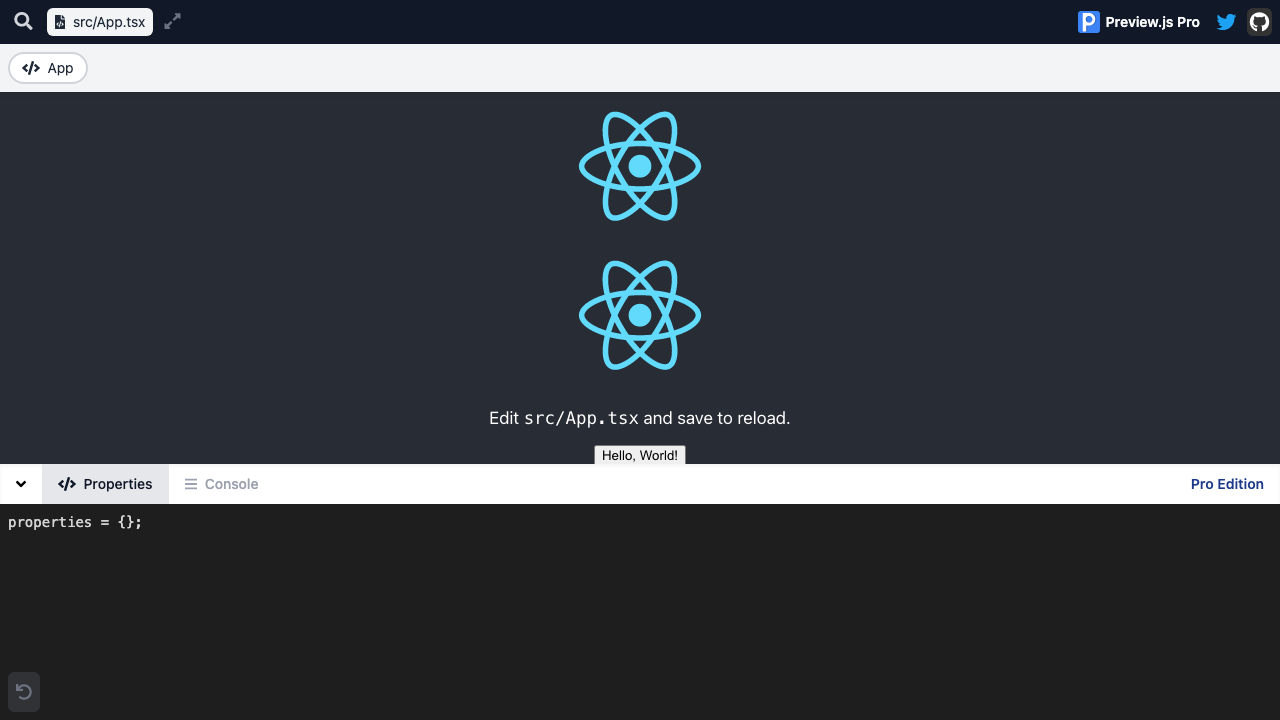 src/App.tsx
Preview.js Pro
App
Edit src/App.tsx and save to reload.
Hello, World!
Properties
Console
Pro Edition
properties = {};